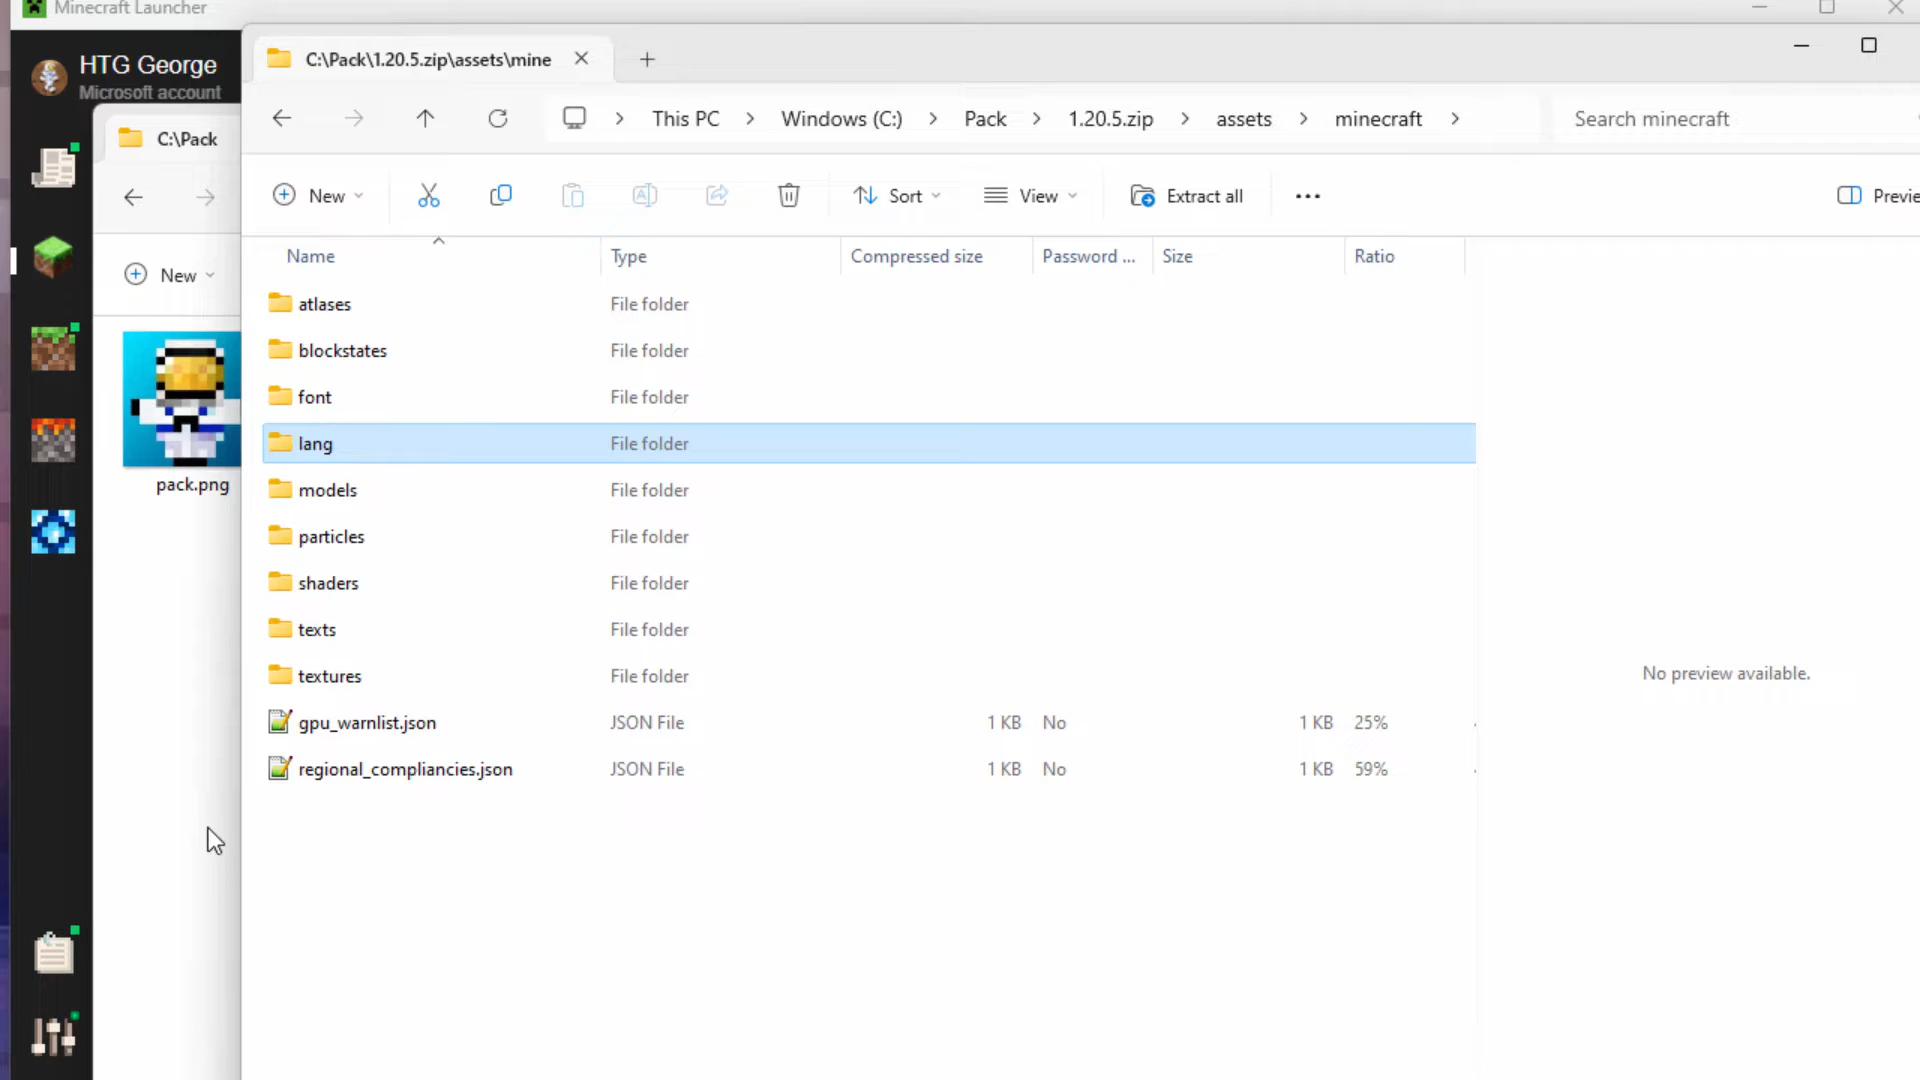 Minecraft Launcher
HTG George
Microsoft account
C:\Pack
New
pack.png
C:\Pack\1.20.5.zip\assets\mine
This PC > Windows (C:) > Pack > 1.20.5.zip > assets > minecraft >
Search minecraft
New
Sort
View
Extract all
Previe
Name Type Compressed size Password ... Size Ratio
atlases File folder
blockstates File folder
font File folder
lang File folder
models File folder
particles File folder
shaders File folder
texts File folder
textures File folder
gpu_warnlist.json JSON File 1 KB No 1 KB 25%
regional_compliancies.json JSON File 1 KB No 1 KB 59%
No preview available.